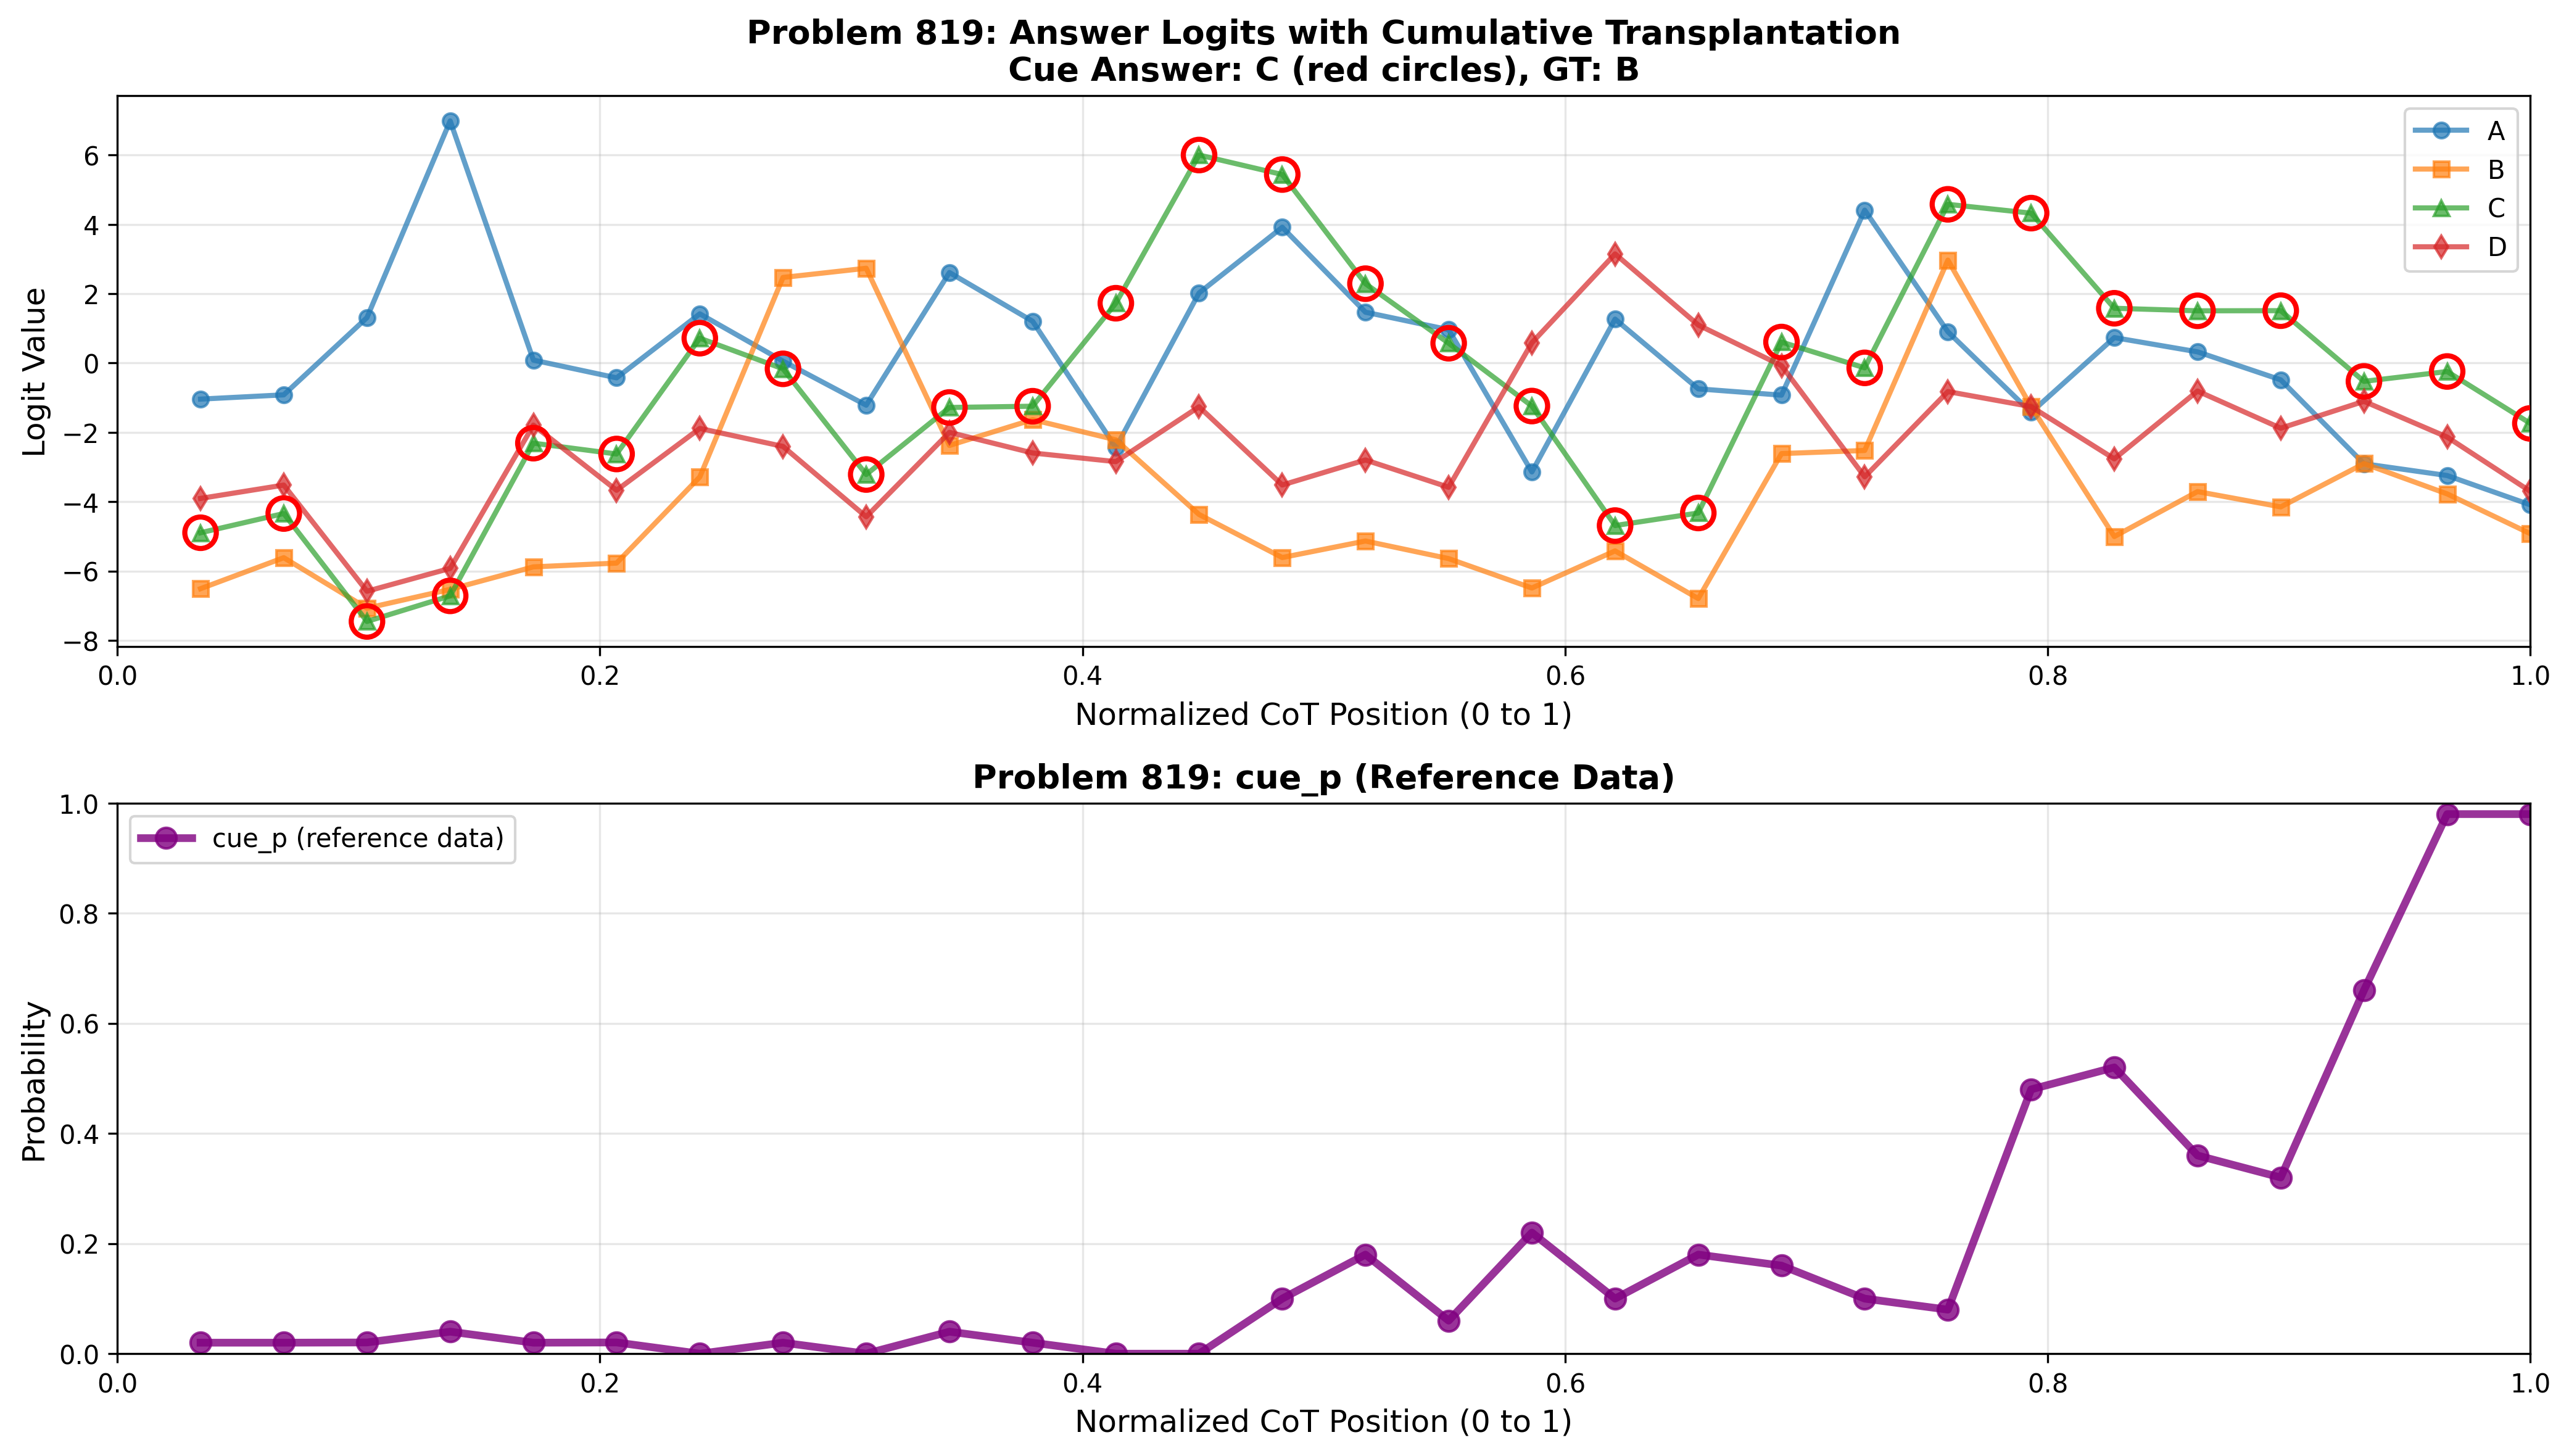 Problem 819: Answer Logits with Cumulative Transplantation
Cue Answer: C (red circles), GT: B
Logit Value
6
4
2
0
−2
−4
−6
−8
A
B
C
D
0.0 0.2 0.4 0.6 0.8 1.0
Normalized CoT Position (0 to 1)
Problem 819: cue_p (Reference Data)
cue_p (reference data)
Probability
1.0
0.8
0.6
0.4
0.2
0.0
0.0 0.2 0.4 0.6 0.8 1.0
Normalized CoT Position (0 to 1)